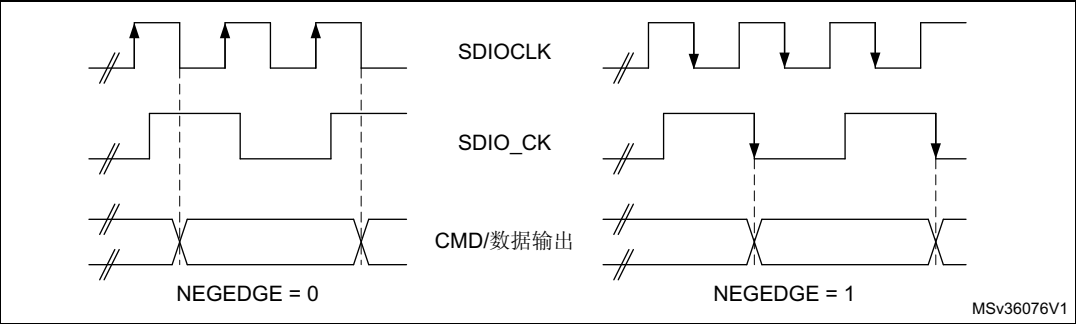 SDIOCLK
SDIO_CK
CMD/数据输出
NEGEDGE = 0
NEGEDGE = 1
MSv36076V1